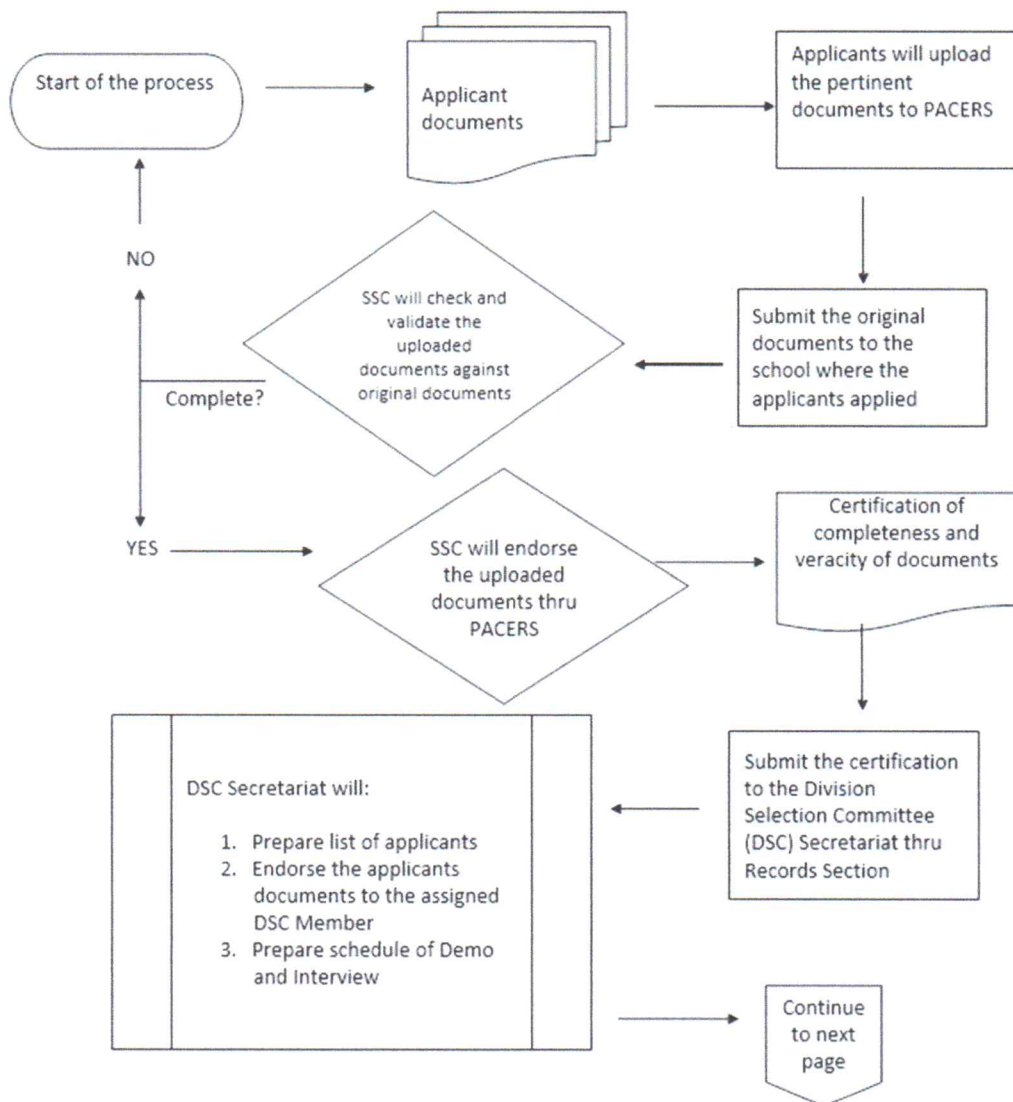 Start of the process
Applicant
documents
Applicants will upload
the pertinent
documents to PACERS
Submit the original
documents to the
school where the
applicants applied
SSC will check and
validate the
uploaded
documents against
original documents
Complete?
NO
YES
SSC will endorse
the uploaded
documents thru
PACERS
Certification of
completeness and
veracity of documents
Submit the certification
to the Division
Selection Committee
(DSC) Secretariat thru
Records Section
DSC Secretariat will:
1. Prepare list of applicants
2. Endorse the applicants
documents to the assigned
DSC Member
3. Prepare schedule of Demo
and Interview
Continue
to next
page